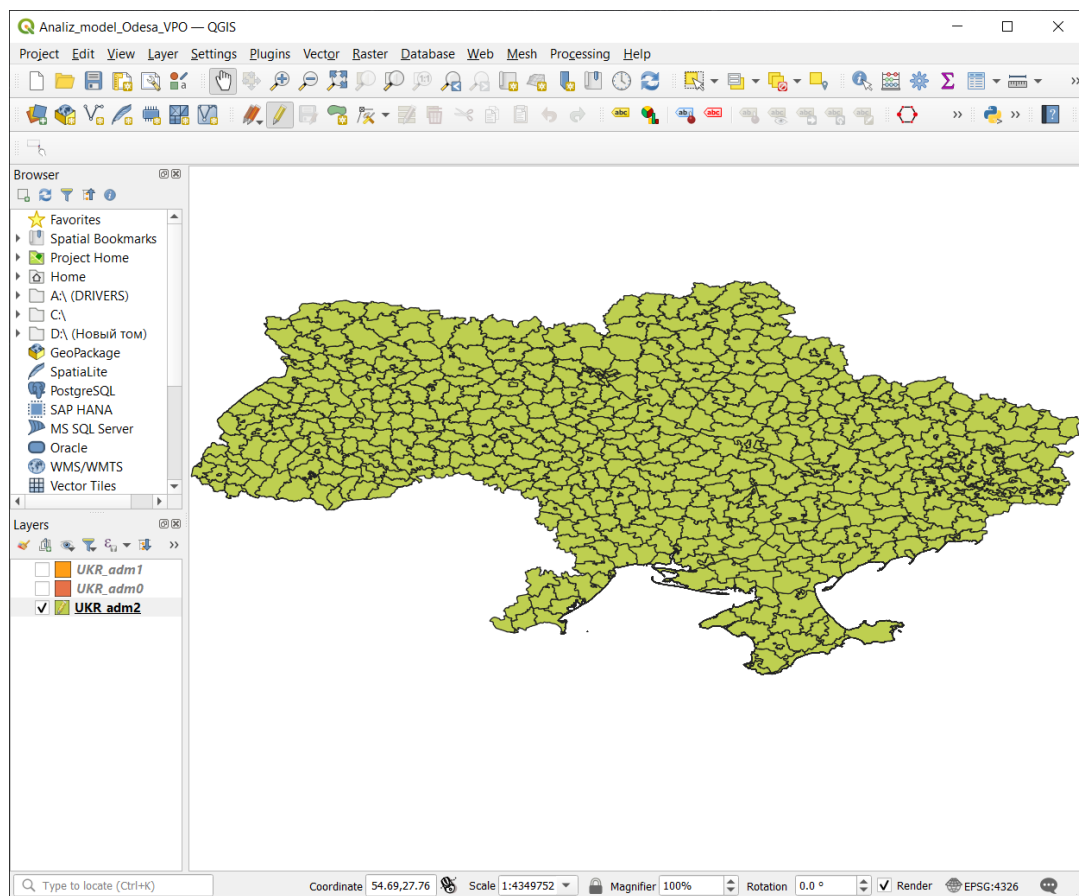 Analiz_model_Odesa_VPO — QGIS
Project Edit View Layer Settings Plugins Vector Raster Database Web Mesh Processing Help
Browser
Favorites
Spatial Bookmarks
Project Home
Home
A:\ (DRIVERS)
C:\
D:\ (Новый том)
GeoPackage
SpatiaLite
PostgreSQL
SAP HANA
MS SQL Server
Oracle
WMS/WMTS
Vector Tiles
Layers
UKR_adm1
UKR_adm0
UKR_adm2
Type to locate (Ctrl+K) Coordinate 54.69,27.76 Scale 1:4349752 Magnifier 100% Rotation 0.0 ° Render EPSG:4326